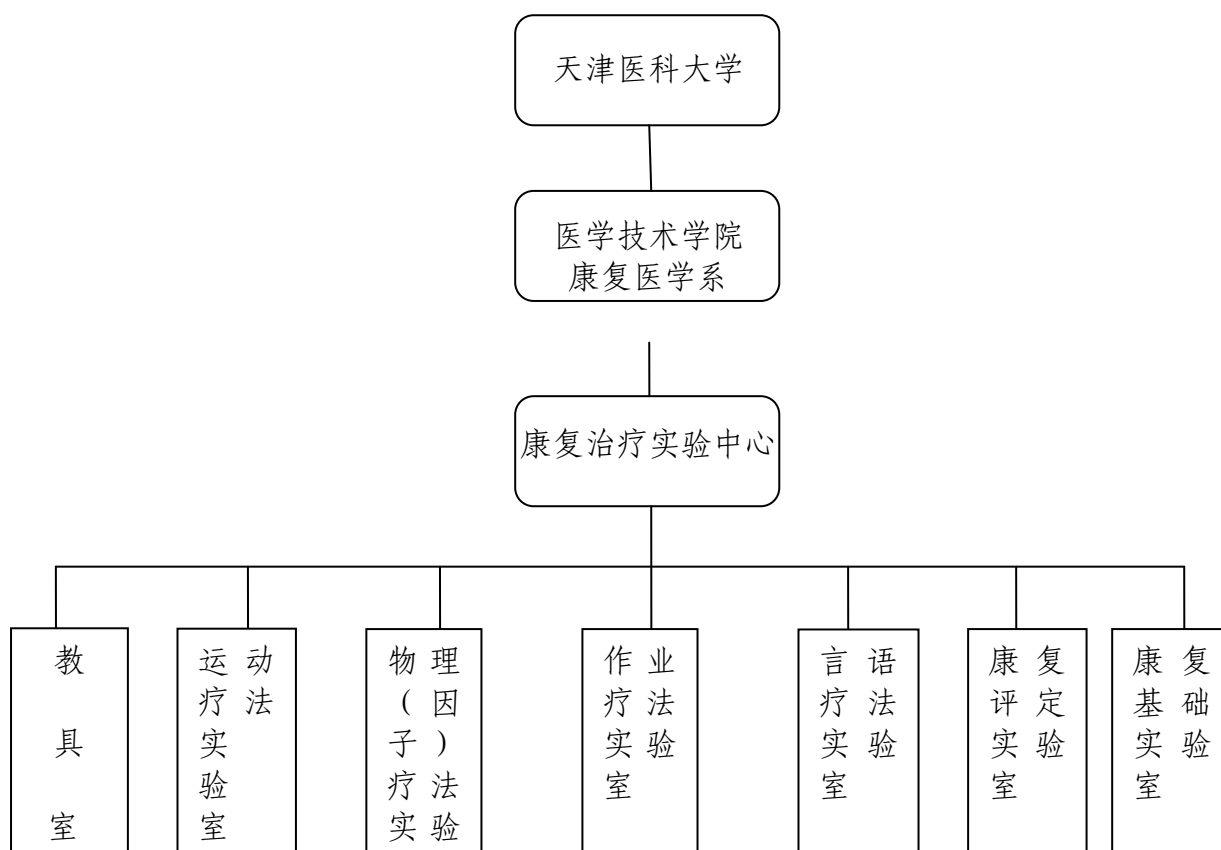 天津医科大学
医学技术学院
康复医学系
康复治疗实验中心
教
具
室
运动
疗法
实
验
室
物理
(因
子)
疗法
实验
作业
疗法
实验
室
言语
疗法
实验
室
康复
评定
实验
室
康复
基础
实验
室